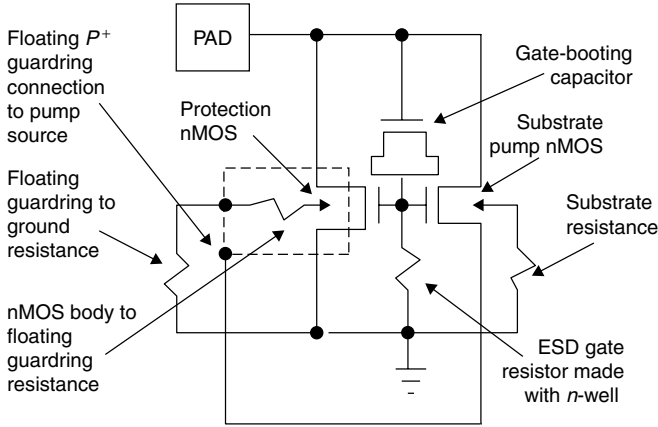 Floating P+
guardring
connection
to pump
source
PAD
Gate-booting
capacitor
Protection
nMOS
Substrate
pump nMOS
Floating
guardring to
ground
resistance
Substrate
resistance
nMOS body to
floating
guardring
resistance
ESD gate
resistor made
with n-well